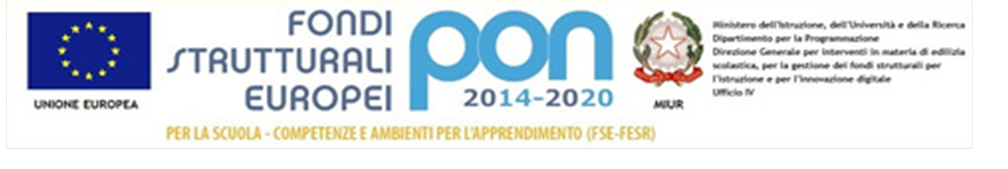 UNIONE EUROPEA
FONDI
STRUTTURALI
EUROPEI
pon
2014-2020
MIUR
Ministero dell'Istruzione, dell'Università e della Ricerca
Dipartimento per la Programmazione
Direzione Generale per interventi in materia di edilizia
scolastica, per la gestione dei fondi strutturali per
l'istruzione e per l'innovazione digitale
Ufficio IV
PER LA SCUOLA - COMPETENZE E AMBIENTI PER L'APPRENDIMENTO (FSE-FESR)